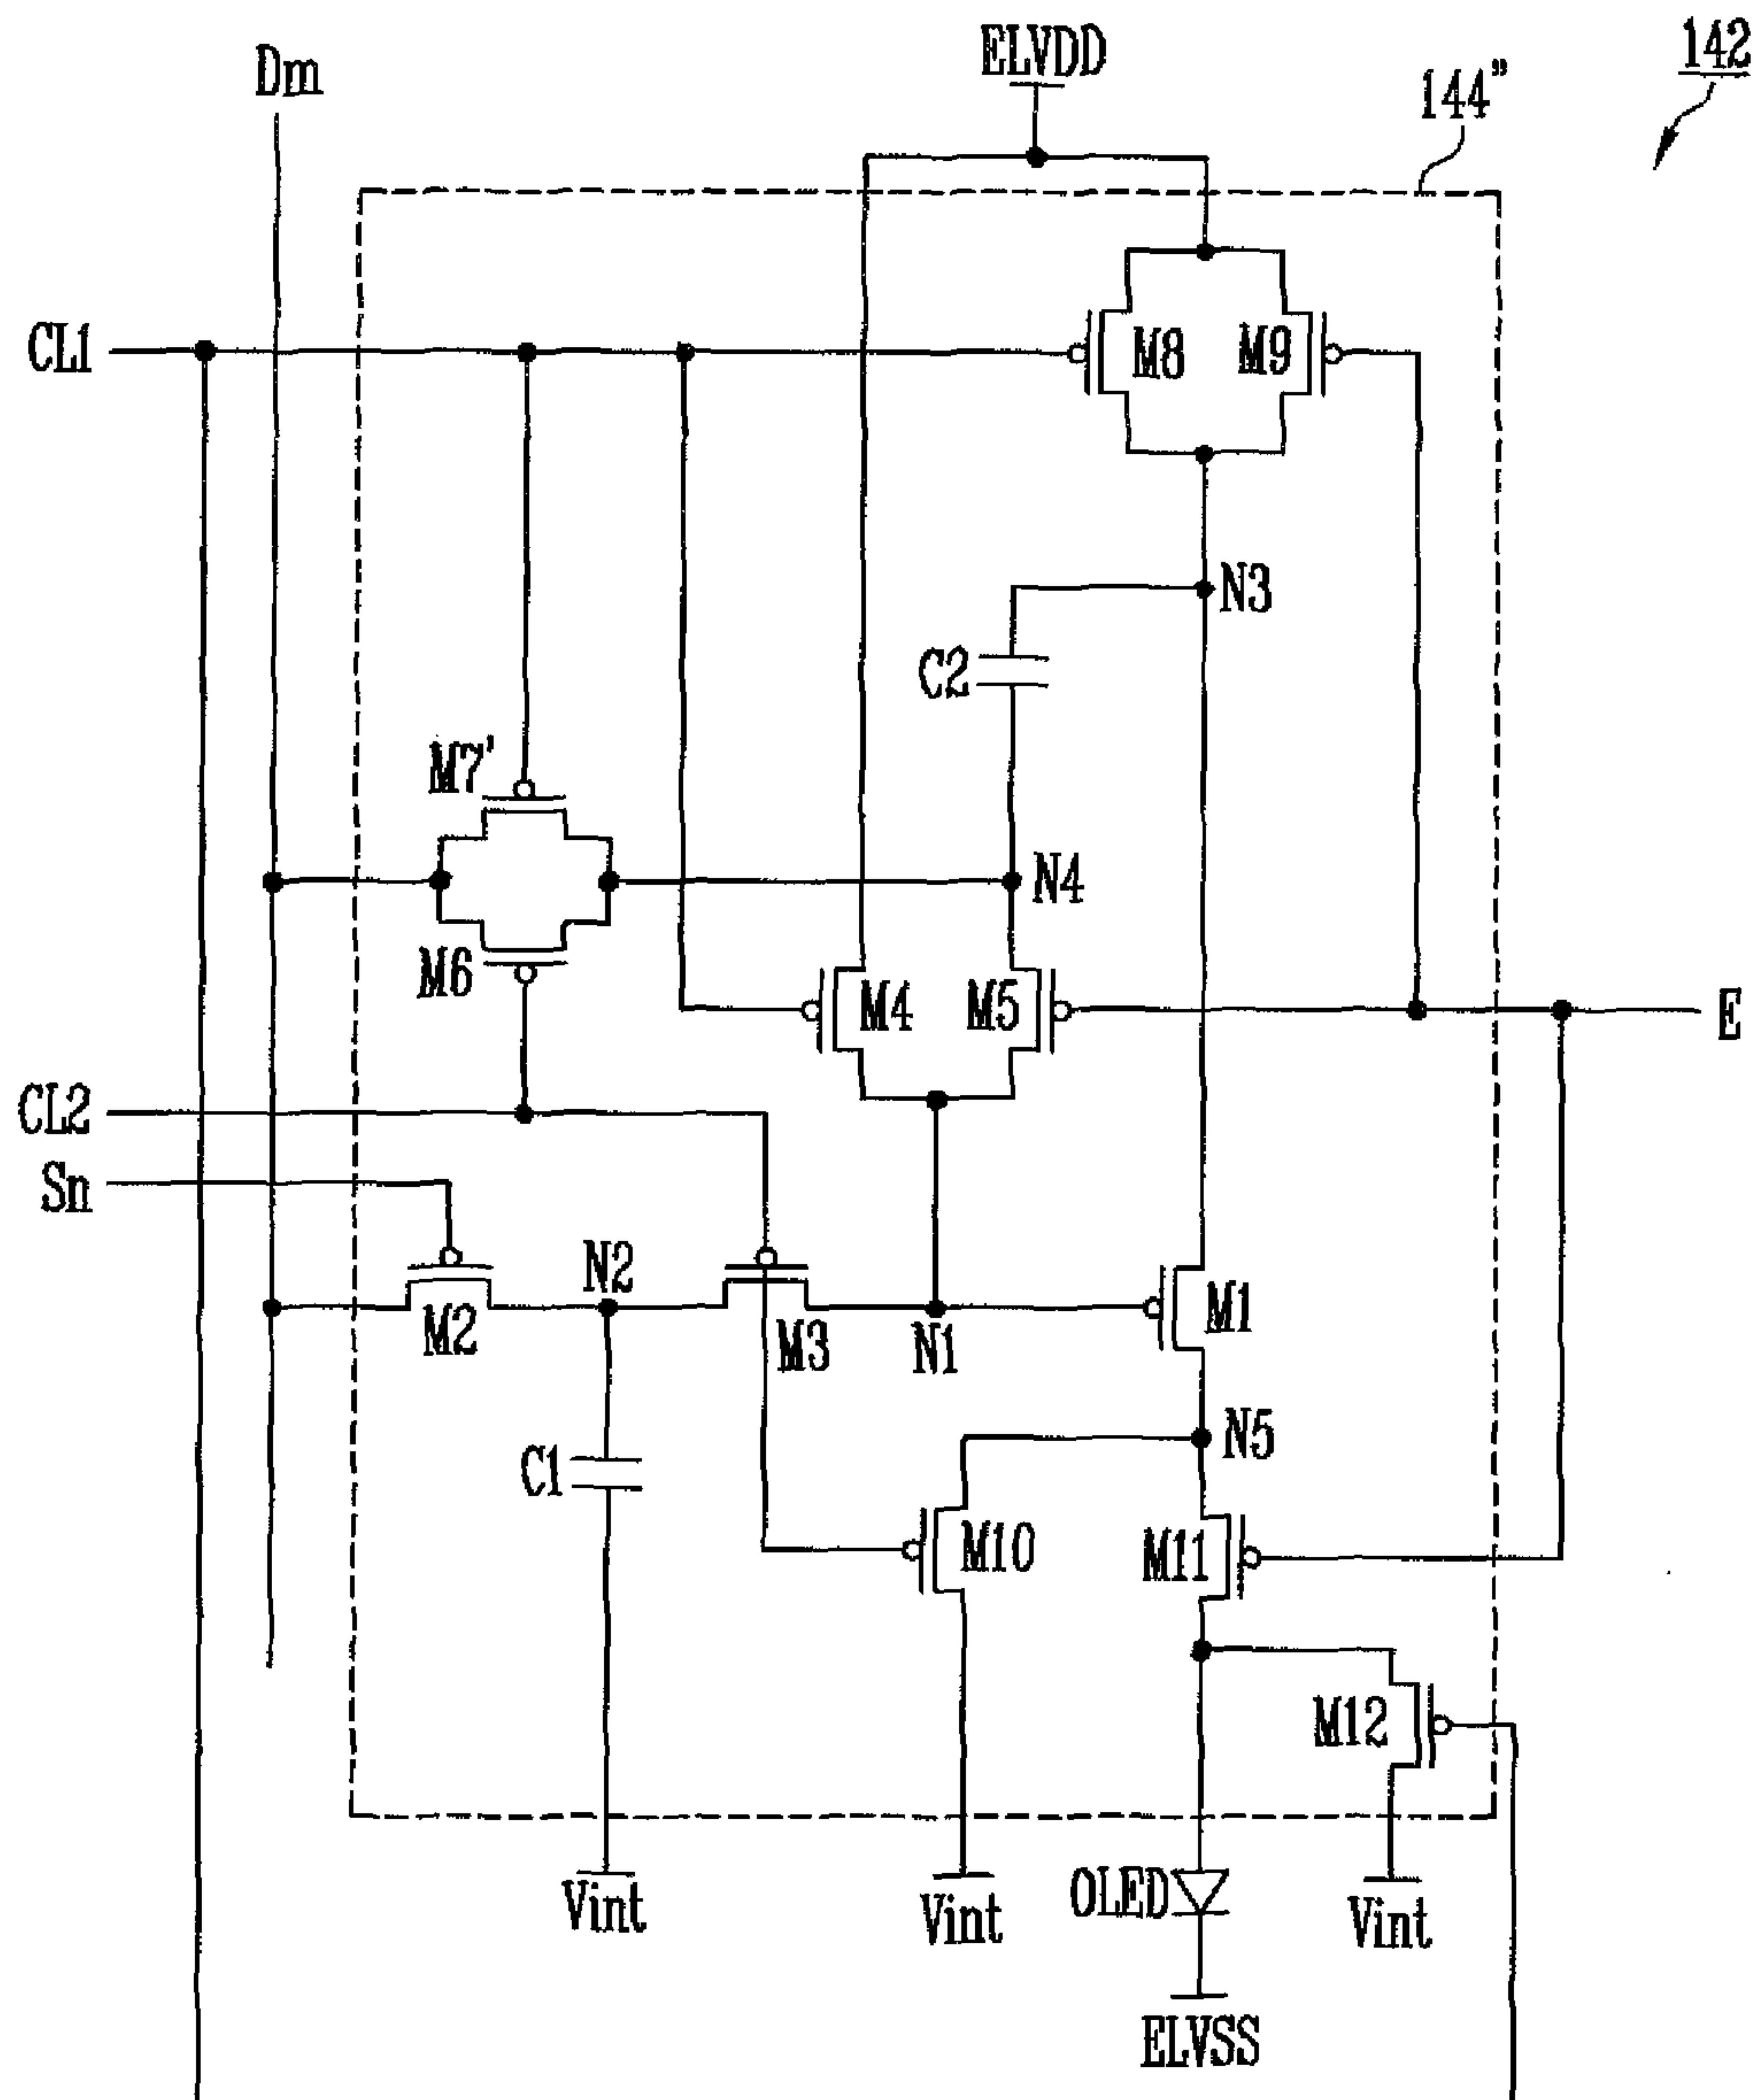 142
ELVDD
Dm
144”
CL1
M8
M9
N3
C2
M7'
N4
M6
M4
M5
E
CL2
Sn
N2
M2
M3
N1
M1
N5
C1
M10
M11
M12
Vint
Vint
OLED
Vint
ELVSS